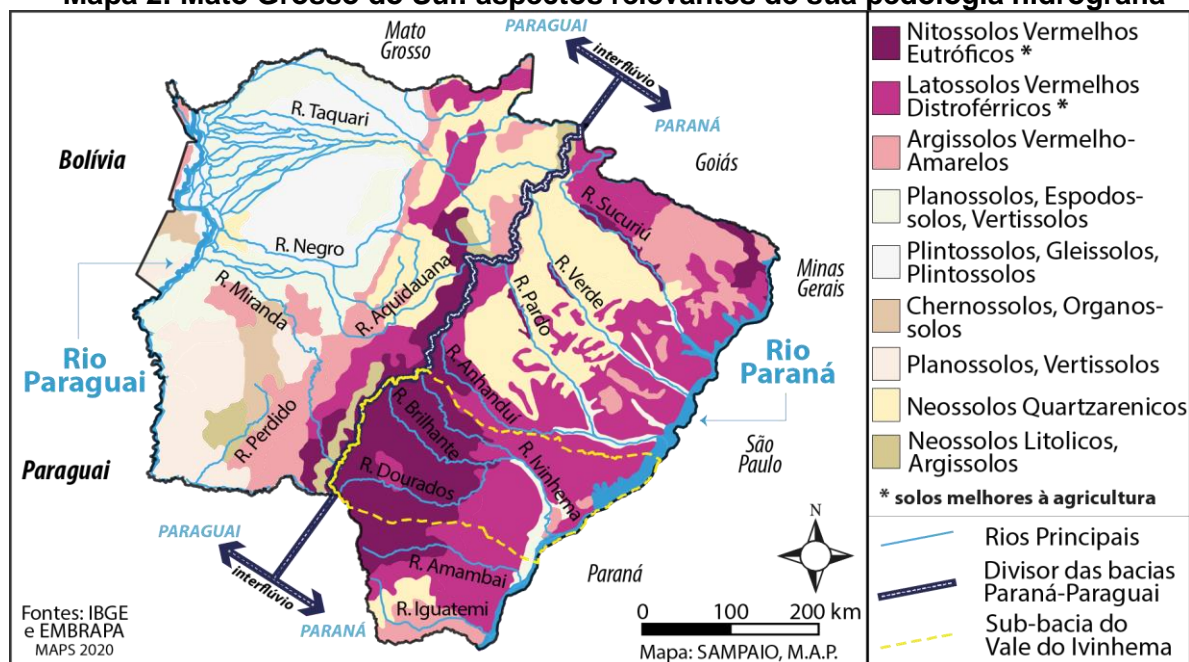 Mapa 2. Mato Grosso do Sul: aspectos relevantes de sua pedologia hidrografia
Mato
Grosso
PARAGUAI
interflúvio
PARANÁ
Goiás
Bolívia
R. Taquari
R. Sucuriú
R. Negro
R. Verde
Minas
Gerais
R. Aquidauana
R. Miranda
R. Pardo
Rio
Paraguai
Rio
Paraná
R. Anhanduí
R. Brilhante
R. Perdido
R. Ivinhema
São
Paulo
Paraguai
R. Dourados
PARAGUAI
interflúvio
PARANÁ
R. Amambai
R. Iguatemi
Paraná
N
0 100 200 km
Mapa: SAMPAIO, M.A.P.
Fontes: IBGE
e EMBRAPA
MAPS 2020
Nitossolos Vermelhos
Eutróficos *
Latossolos Vermelhos
Distroférricos *
Argissolos Vermelho-
Amarelos
Planossolos, Espodos-
solos, Vertissolos
Plintossolos, Gleissolos,
Plintossolos
Chernossolos, Organos-
solos
Planossolos, Vertissolos
Neossolos Quartzarenicos
Neossolos Litolicos,
Argissolos
* solos melhores à agricultura
Rios Principais
Divisor das bacias
Paraná-Paraguai
Sub-bacia do
Vale do Ivinhema